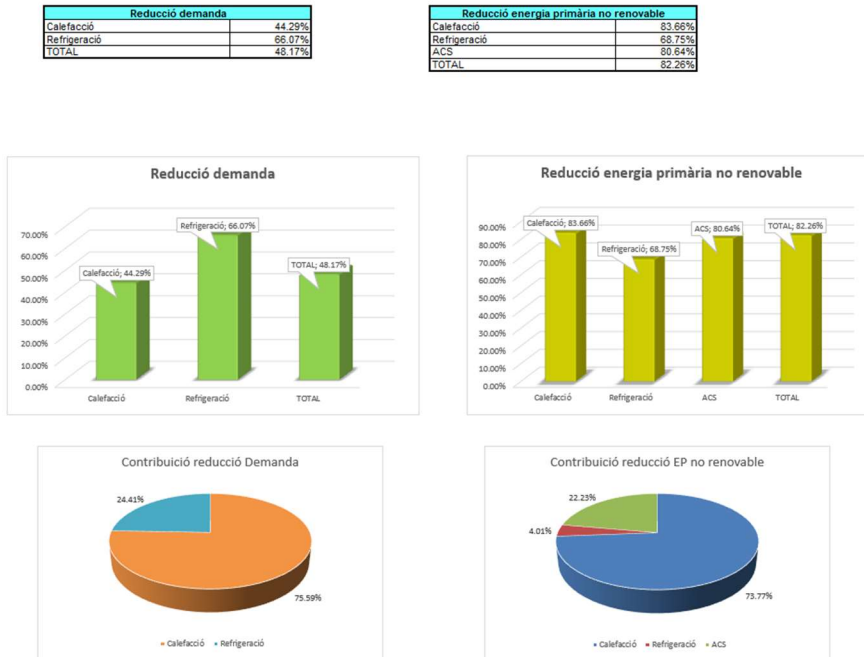 Reducció demanda
Calefacció 44.29%
Refrigeració 66.07%
TOTAL 48.17%
Reducció energia primària no renovable
Calefacció 83.66%
Refrigeració 68.75%
ACS 80.64%
TOTAL 82.26%
Reducció demanda
70.00%
60.00%
50.00%
40.00%
30.00%
20.00%
10.00%
0.00%
Calefacció; 44.29%
Refrigeració; 66.07%
TOTAL; 48.17%
Calefacció Refrigeració TOTAL
Reducció energia primària no renovable
90.00%
80.00%
70.00%
60.00%
50.00%
40.00%
30.00%
20.00%
10.00%
0.00%
Calefacció; 83.66%
Refrigeració; 68.75%
ACS; 80.64%
TOTAL; 82.26%
Calefacció Refrigeració ACS TOTAL
Contribuició reducció Demanda
24.41%
75.59%
Calefacció Refrigeració
Contribuició reducció EP no renovable
22.23%
4.01%
73.77%
Calefacció Refrigeració ACS